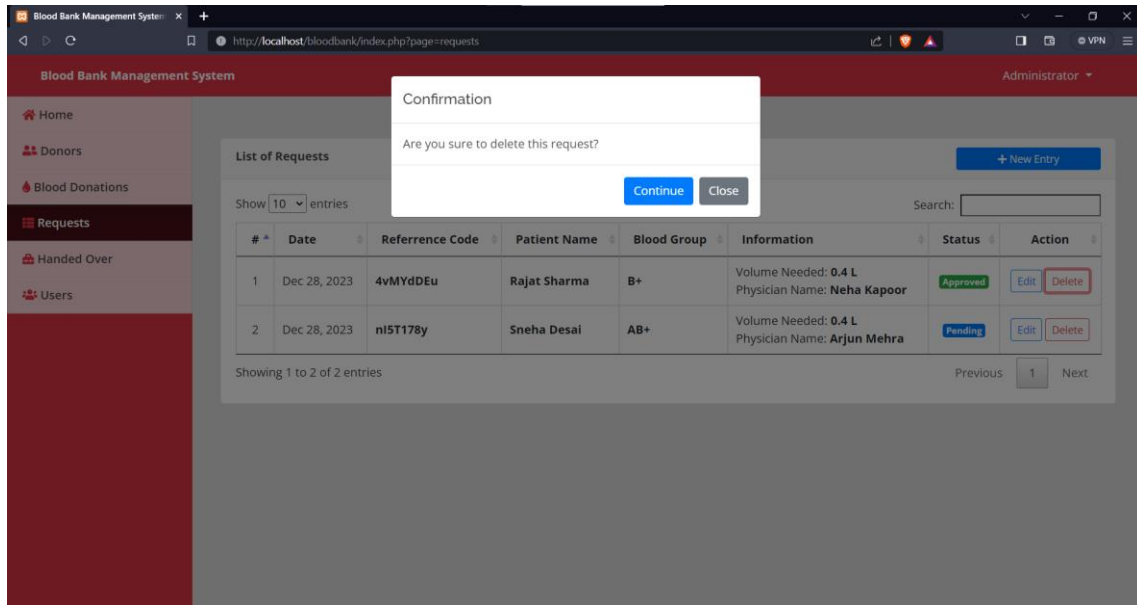 Blood Bank Management System
http://localhost/bloodbank/index.php?page=requests
VPN
Blood Bank Management System
Administrator
Home
Donors
Blood Donations
Requests
Handed Over
Users
Confirmation
Are you sure to delete this request?
Continue Close
List of Requests
+ New Entry
Show 10 entries
Search:
# Date Referrence Code Patient Name Blood Group Information Status Action
1 Dec 28, 2023 4vMYdDEu Rajat Sharma B+ Volume Needed: 0.4 L Approved Edit Delete
Physician Name: Neha Kapoor
2 Dec 28, 2023 nI5T178y Sneha Desai AB+ Volume Needed: 0.4 L Pending Edit Delete
Physician Name: Arjun Mehra
Showing 1 to 2 of 2 entries
Previous 1 Next